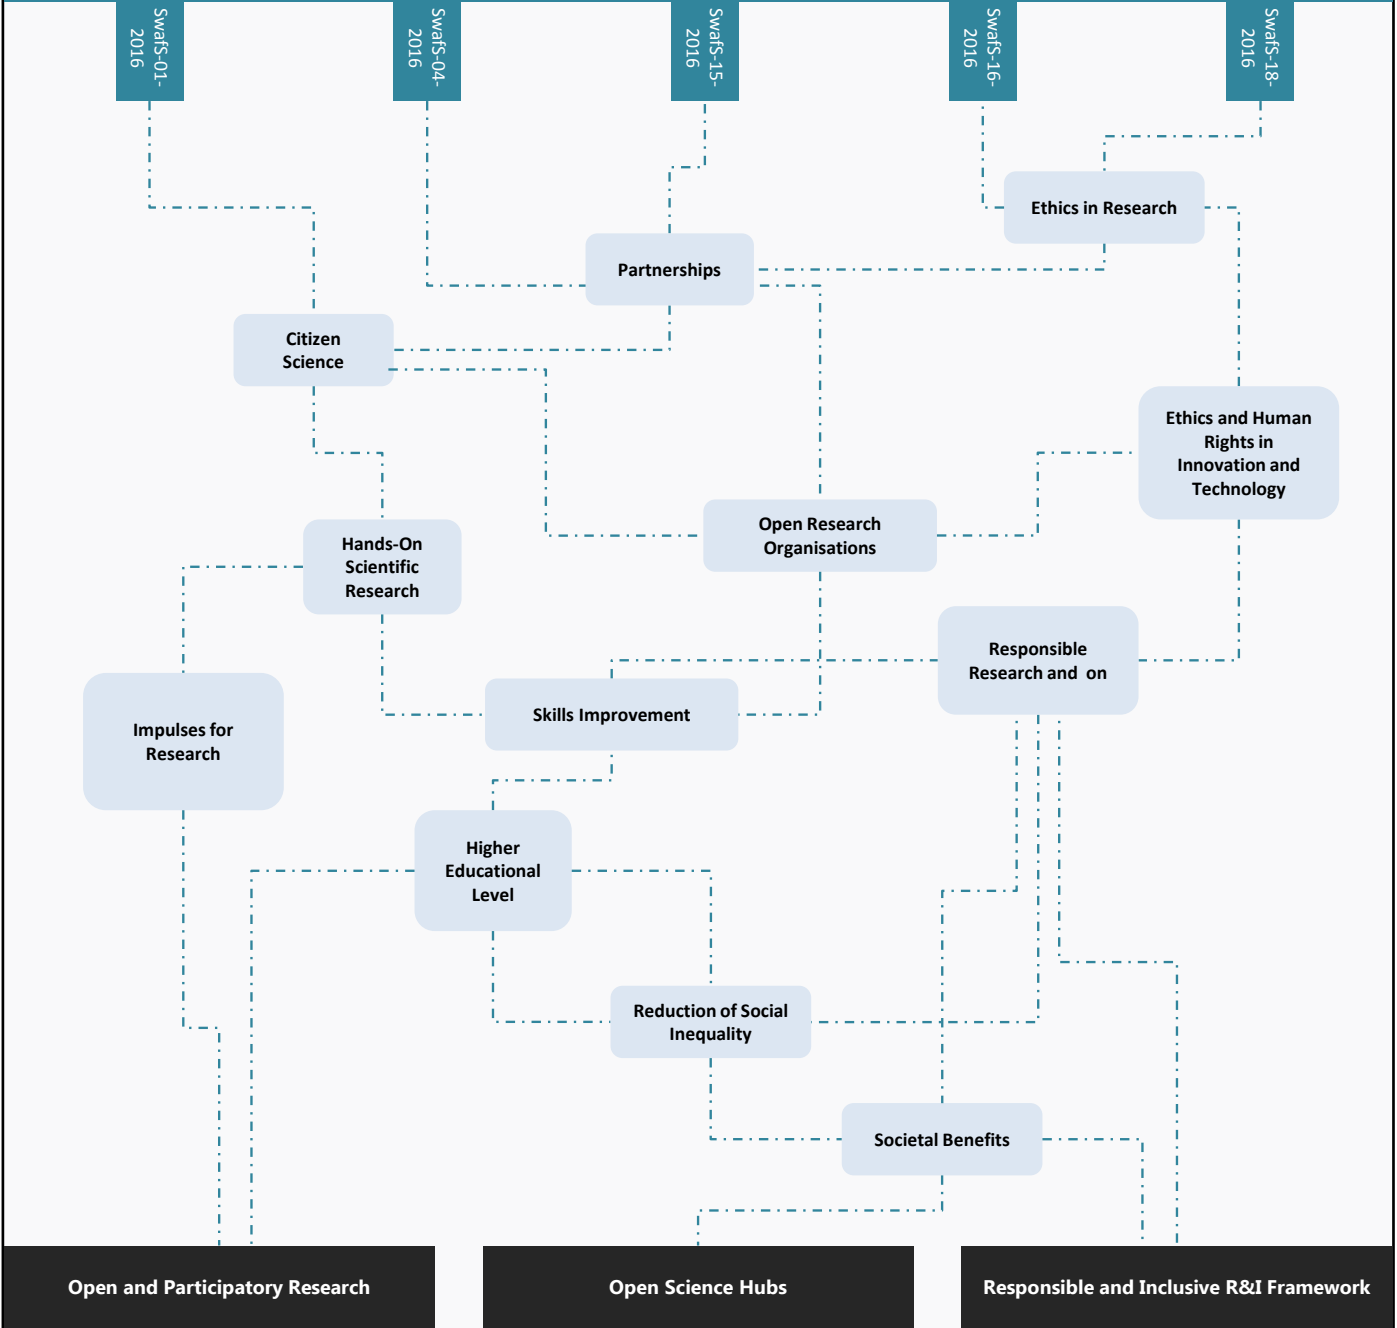 SwafS-01-
2016
SwafS-04-
2016
SwafS-15-
2016
SwafS-16-
2016
SwafS-18-
2016
Ethics in Research
Partnerships
Citizen
Science
Ethics and Human
Rights in
Innovation and
Technology
Open Research
Organisations
Hands-On
Scientific
Research
Responsible
Research and on
Skills Improvement
Impulses for
Research
Higher
Educational
Level
Reduction of Social
Inequality
Societal Benefits
Open and Participatory Research
Open Science Hubs
Responsible and Inclusive R&I Framework